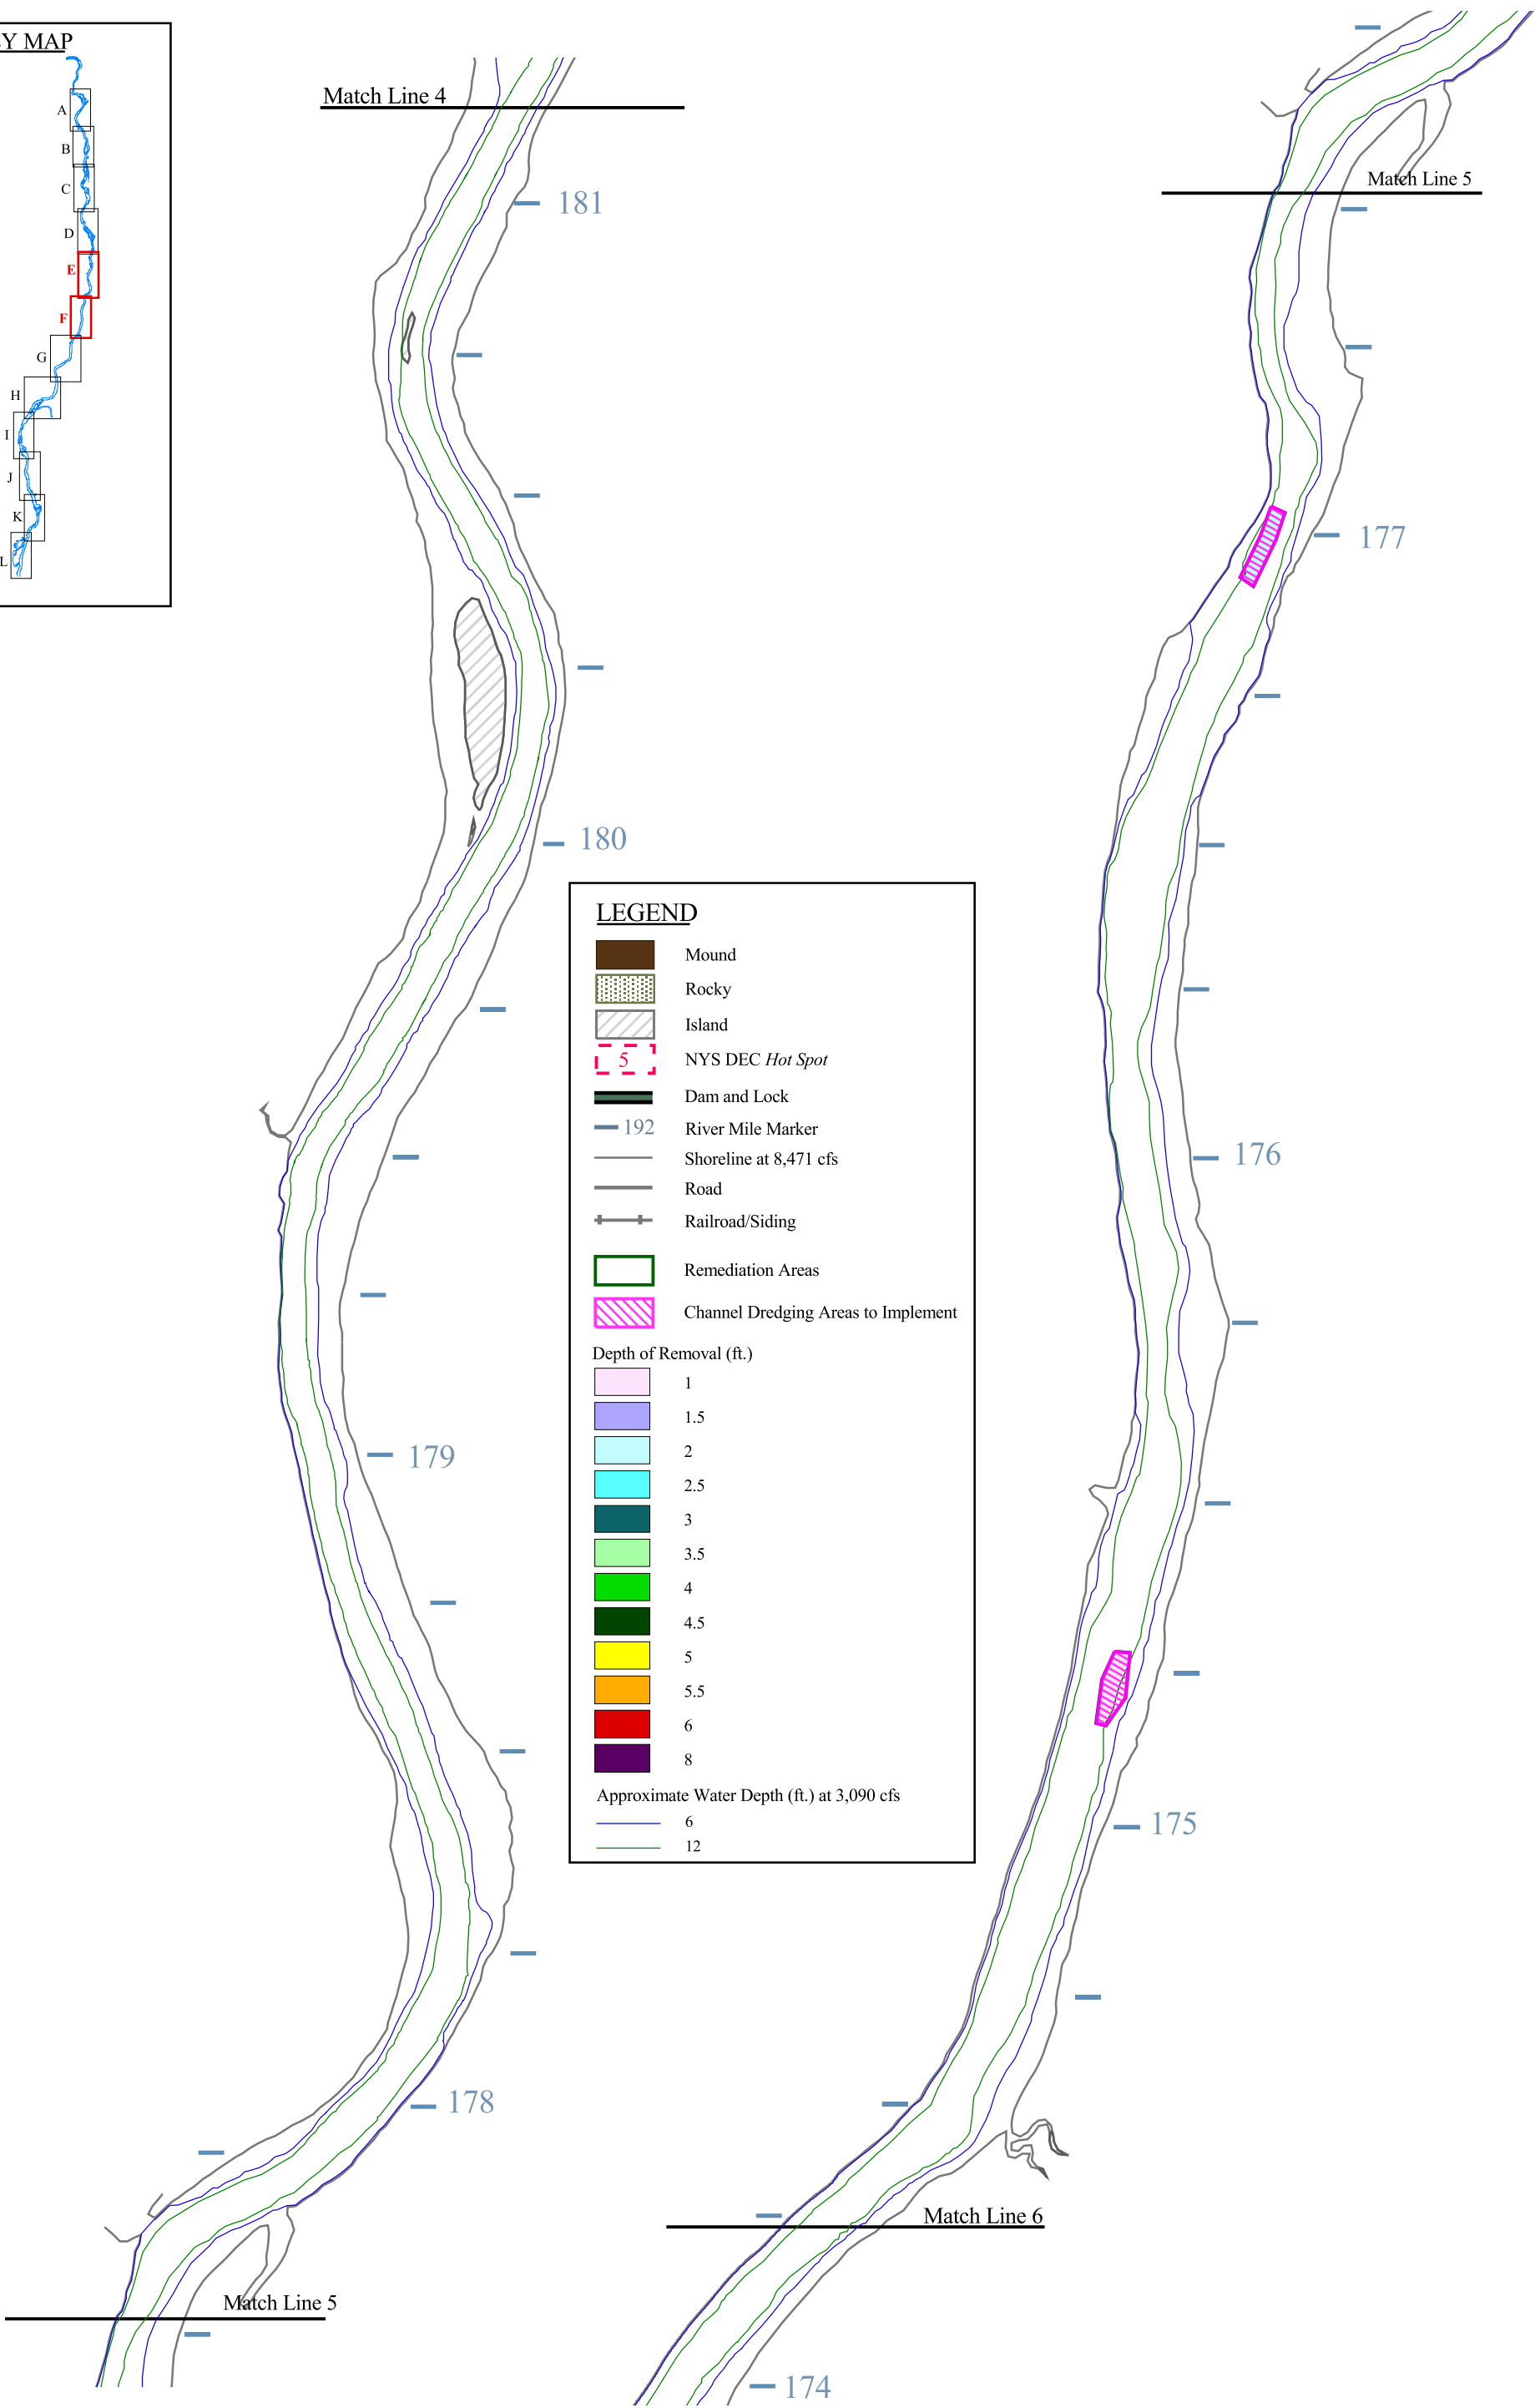 Y MAP
A
B
C
D
E
F
G
H
I
J
K
L
Match Line 4
181
180
179
178
Match Line 5
Match Line 5
177
176
175
Match Line 6
174
LEGEND
Mound
Rocky
Island
5 NYS DEC Hot Spot
Dam and Lock
192 River Mile Marker
Shoreline at 8,471 cfs
Road
Railroad/Siding
Remediation Areas
Channel Dredging Areas to Implement
Depth of Removal (ft.)
1
1.5
2
2.5
3
3.5
4
4.5
5
5.5
6
8
Approximate Water Depth (ft.) at 3,090 cfs
6
12